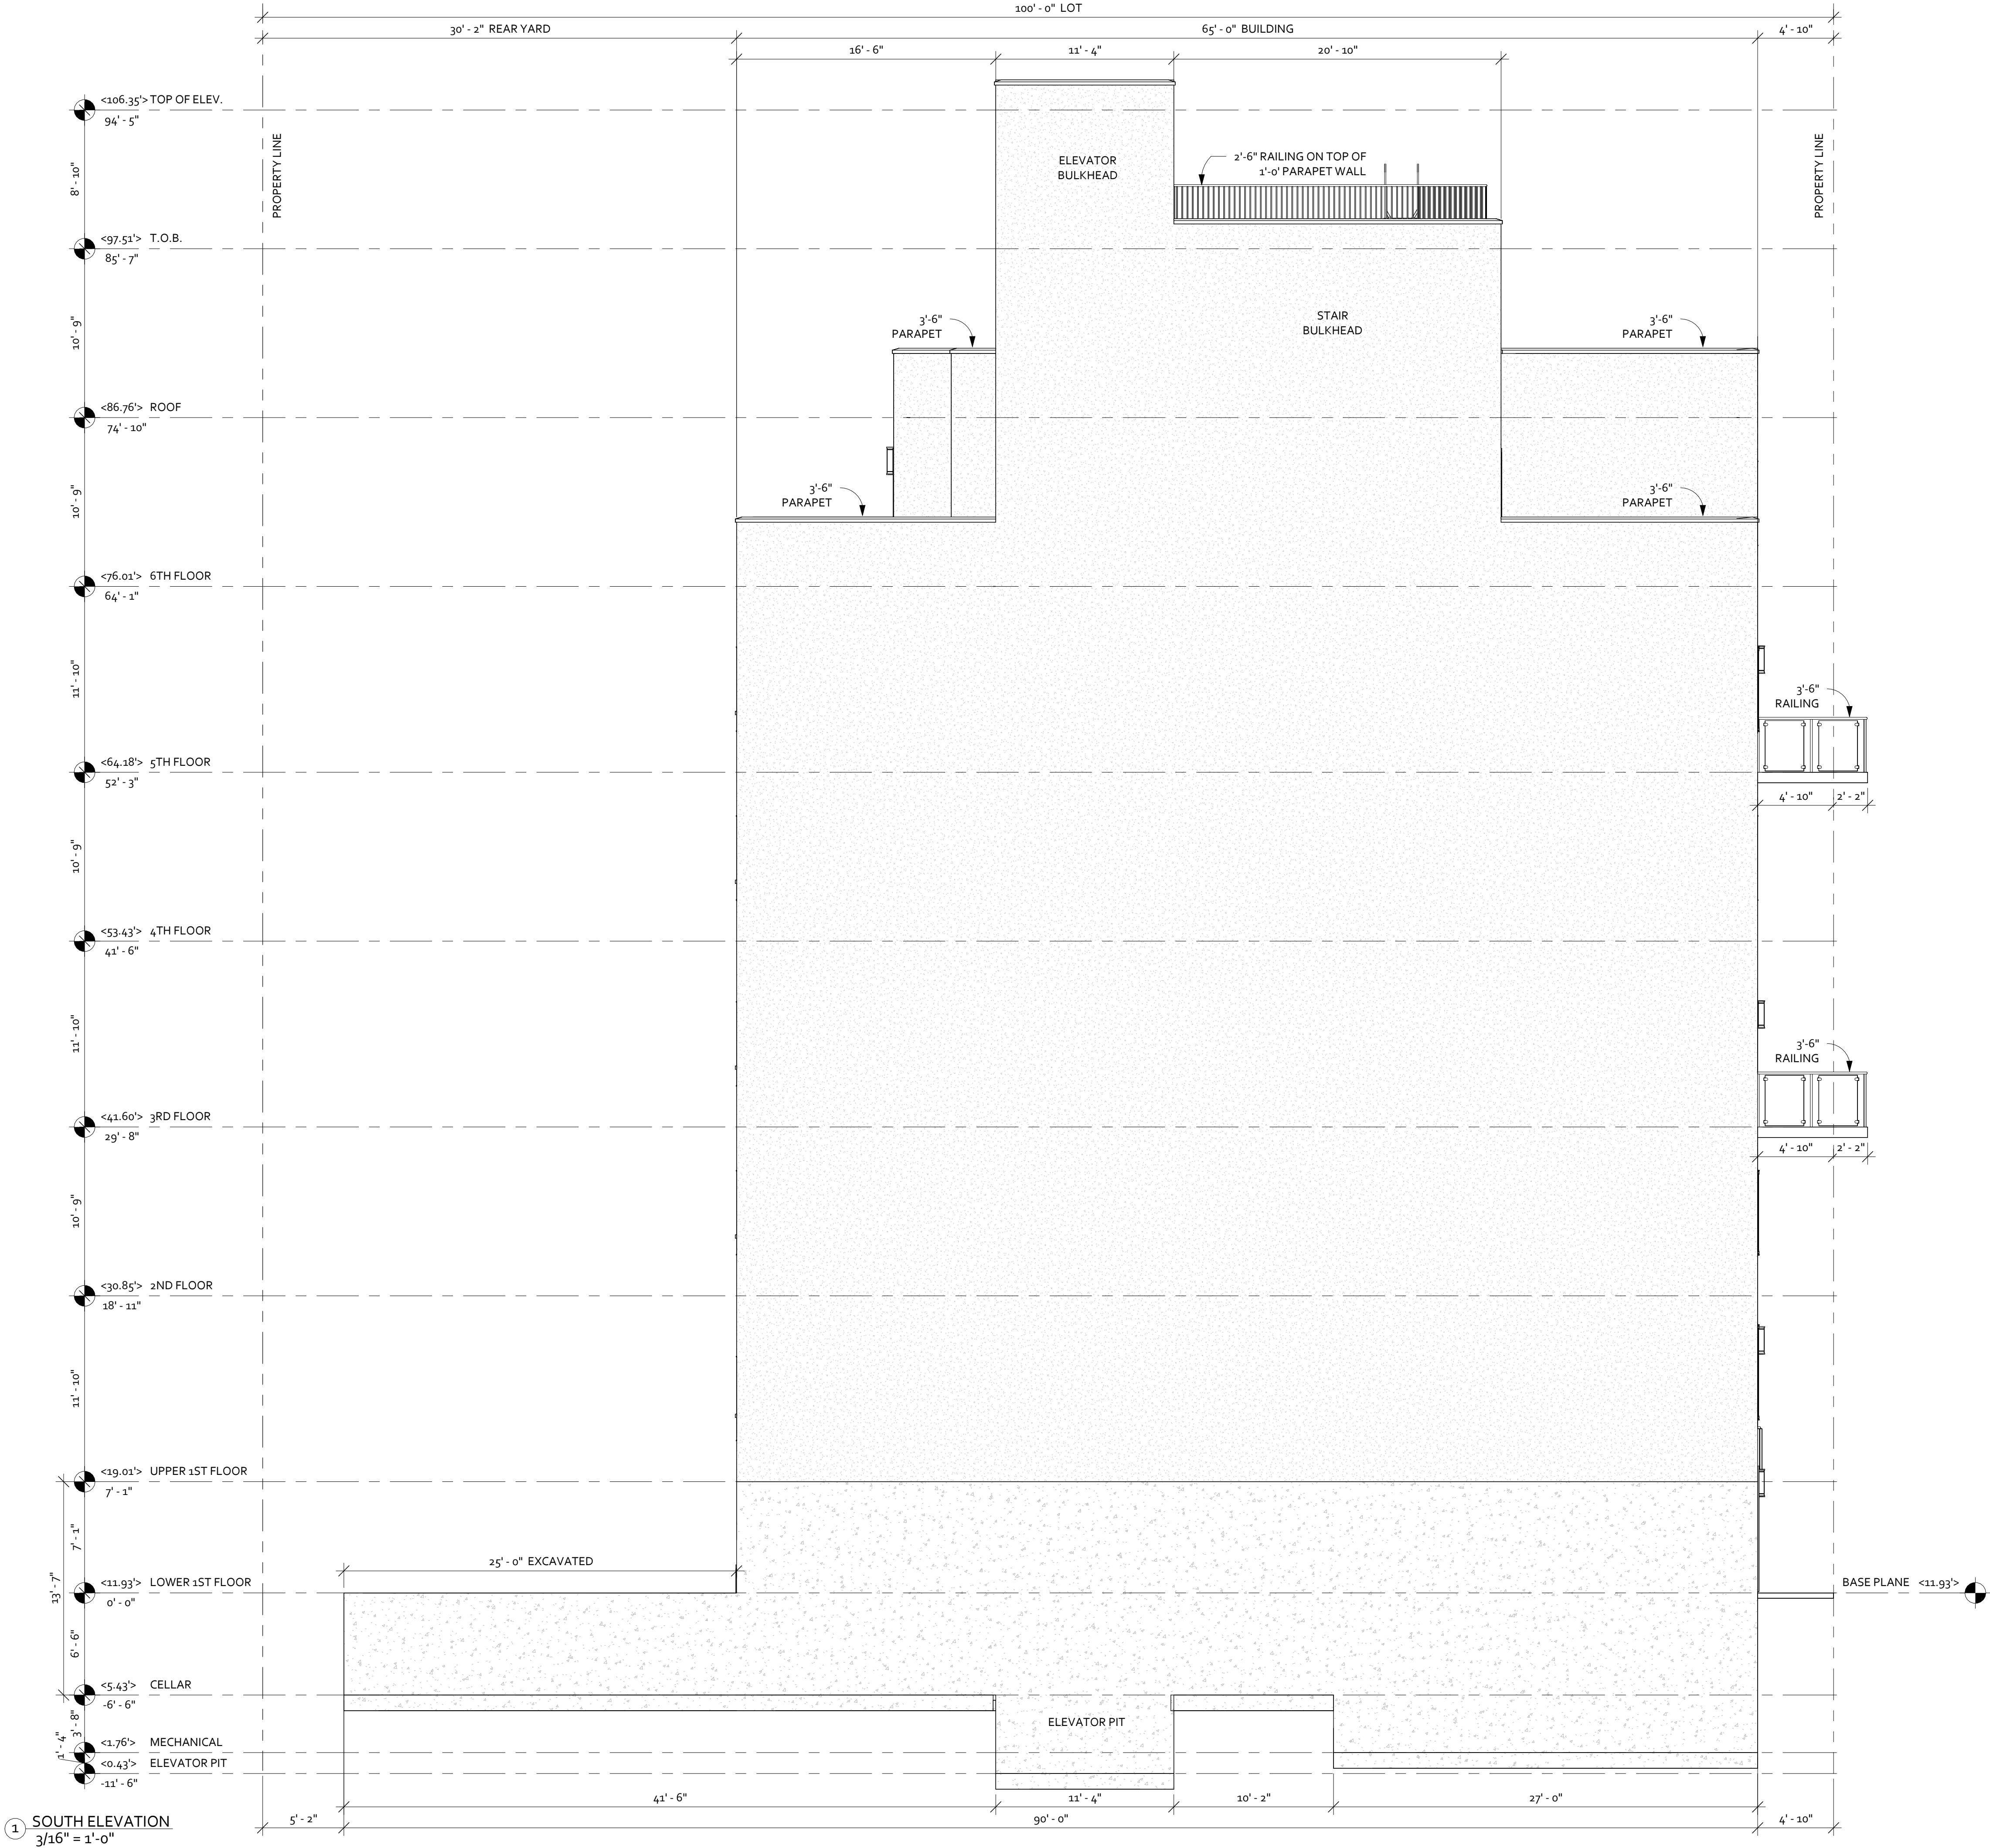 100' - 0" LOT
30' - 2" REAR YARD
65' - 0" BUILDING
4' - 10"
16' - 6"
11' - 4"
20' - 10"
<106.35'> TOP OF ELEV.
94' - 5"
PROPERTY LINE
PROPERTY LINE
ELEVATOR
BULKHEAD
2'-6" RAILING ON TOP OF
1'-0' PARAPET WALL
8' - 10"
<97.51'> T.O.B.
85' - 7"
10' - 9"
3'-6"
PARAPET
STAIR
BULKHEAD
3'-6"
PARAPET
<86.76'> ROOF
74' - 10"
10' - 9"
3'-6"
PARAPET
3'-6"
PARAPET
<76.01'> 6TH FLOOR
64' - 1"
11' - 10"
3'-6"
RAILING
<64.18'> 5TH FLOOR
52' - 3"
4' - 10"
2' - 2"
10' - 9"
<53.43'> 4TH FLOOR
41' - 6"
11' - 10"
3'-6"
RAILING
<41.60'> 3RD FLOOR
29' - 8"
4' - 10"
2' - 2"
10' - 9"
<30.85'> 2ND FLOOR
18' - 11"
11' - 10"
<19.01'> UPPER 1ST FLOOR
7' - 1"
7' - 1"
13' - 7"
25' - 0" EXCAVATED
<11.93'> LOWER 1ST FLOOR
0' - 0"
BASE PLANE <11.93'>
6' - 6"
<5.43'> CELLAR
-6' - 6"
3' - 8"
ELEVATOR PIT
1' - 4"
<1.76'> MECHANICAL
<0.43'> ELEVATOR PIT
-11' - 6"
41' - 6"
11' - 4"
10' - 2"
27' - 0"
5' - 2"
90' - 0"
4' - 10"
1 SOUTH ELEVATION
3/16" = 1'-0"